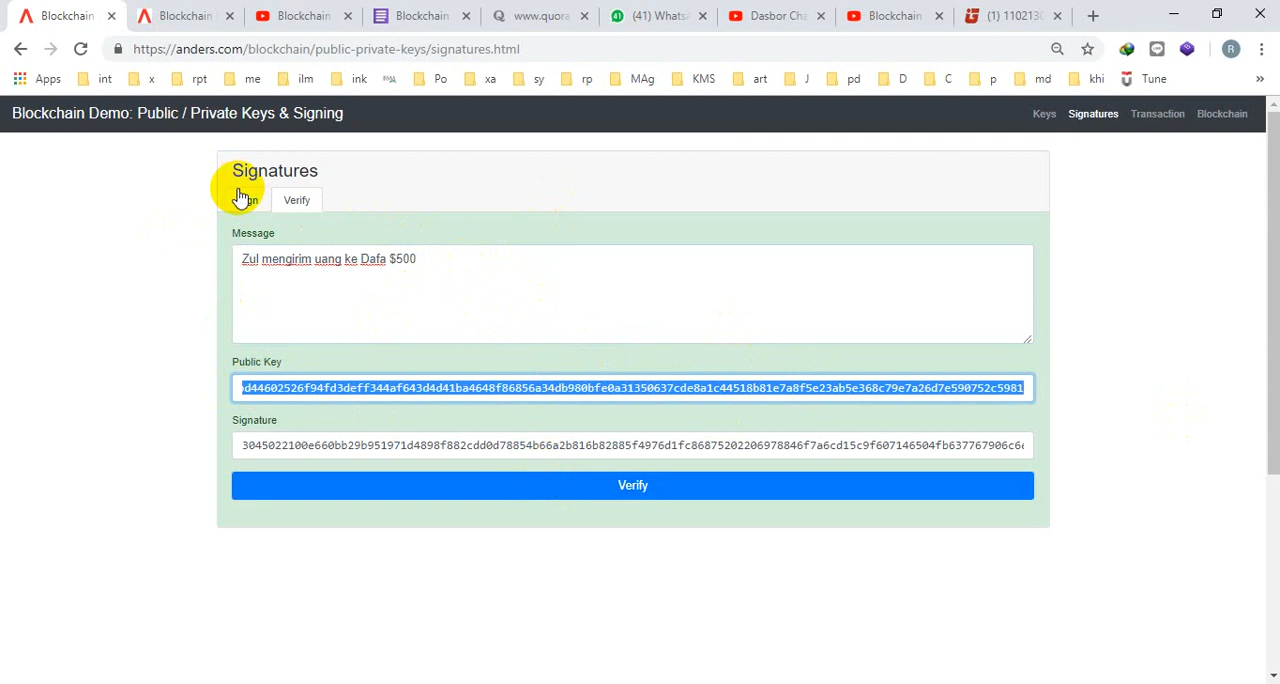 Blockchain
Blockchain
Blockchain
Blockchain
www.quora
(41) WhatsA
Dasbor Cha
Blockchain
(1) 110213
https://anders.com/blockchain/public-private-keys/signatures.html
R
Apps int x rpt me ilm ink Po xa sy rp MAg KMS art J pd D C p md khi Tune »
Blockchain Demo: Public / Private Keys & Signing
Keys Signatures Transaction Blockchain
Signatures
Verify
Message
Zul mengirim uang ke Dafa $500
Public Key
d44602526f94fd3deff344af643d4d41ba4648f86856a34db980bfe0a31350637cde8a1c44518b81e7a8f5e23ab5e368c79e7a26d7e590752c5981
Signature
3045022100e660bb29b951971d4898f882cdd0d78854b66a2b816b82885f4976d1fc86875202206978846f7a6cd15c9f607146504fb637767906c6
Verify